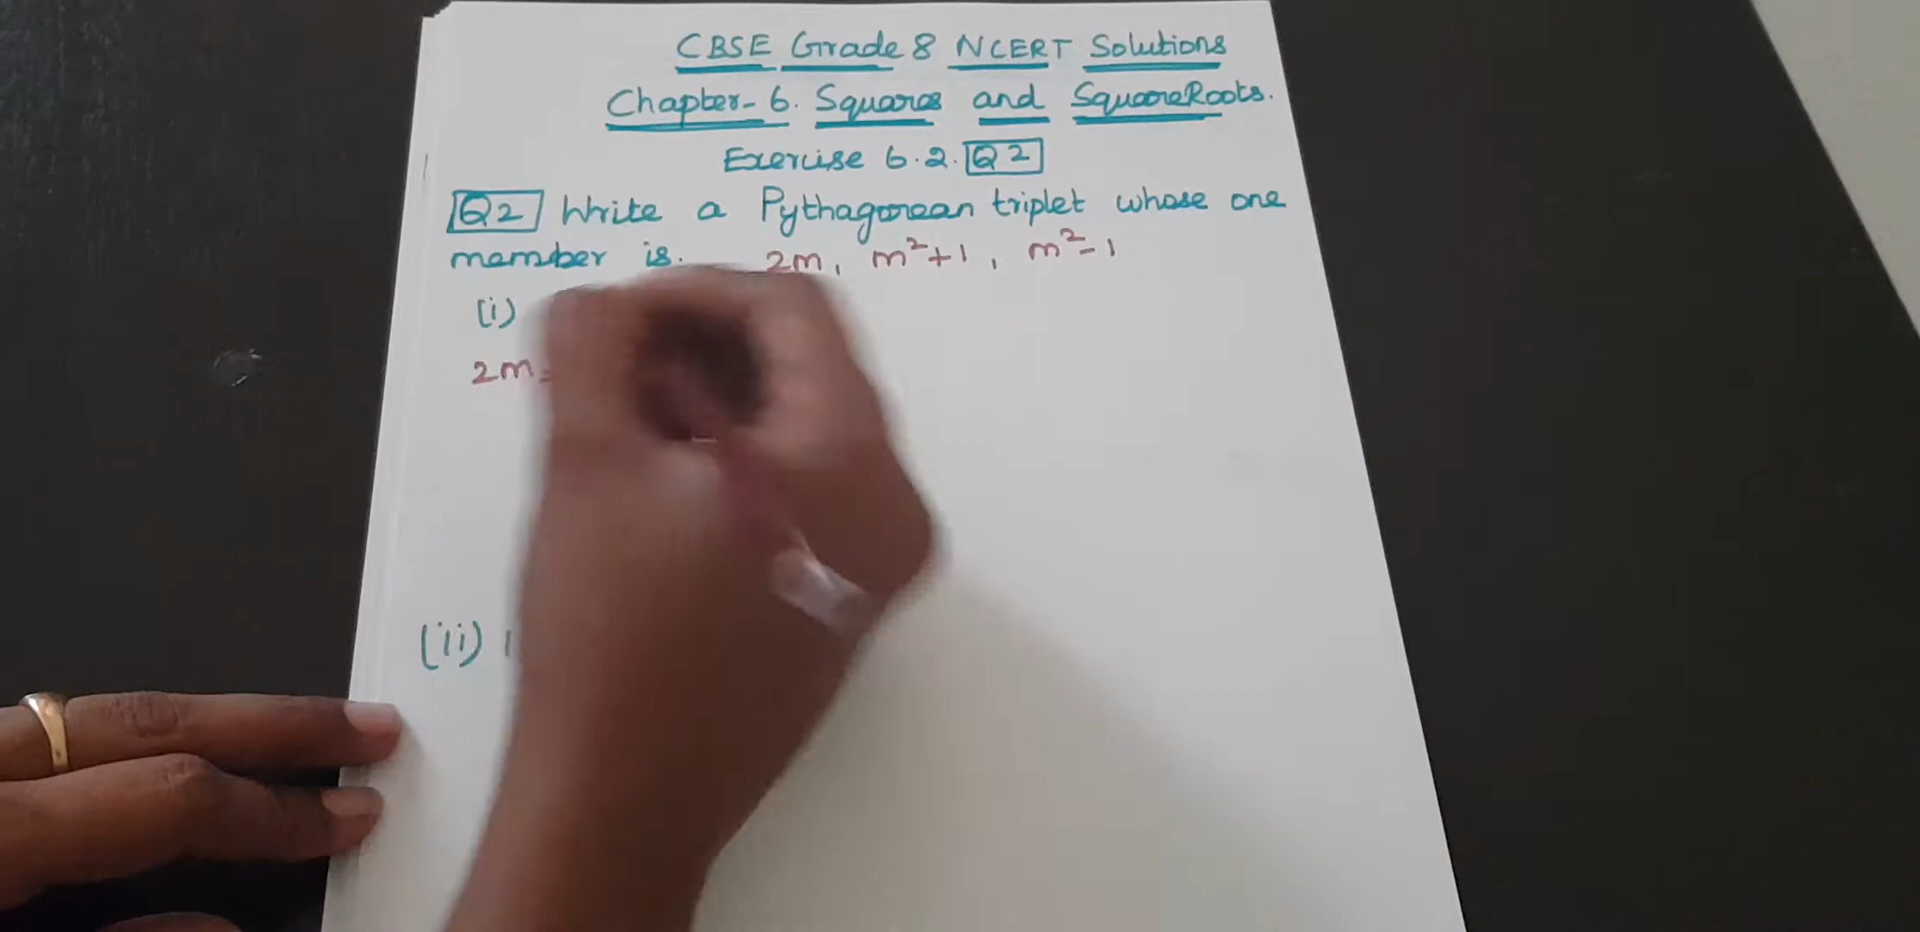 CBSE Grade 8 NCERT Solutions
Chapter-6. Squares and SquareRoots.
Exercise 6.2. Q2
Q2 Write a Pythagorean triplet whose one
member is. 2m, m²+1, m²-1
(i)
2m=
(ii) 1